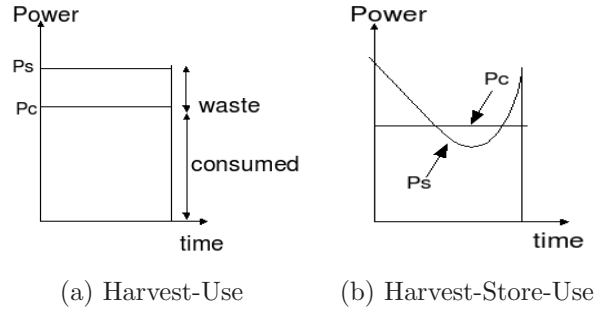 Power
Ps
Pc
waste
consumed
time
(a) Harvest-Use
Power
Pc
Ps
time
(b) Harvest-Store-Use